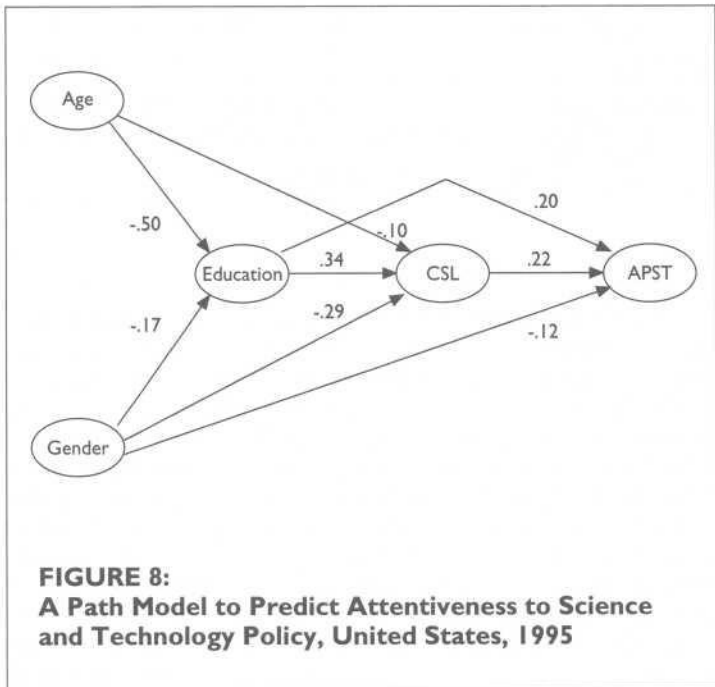 Age
.20
-.50
-.10
Education
.34
CSL
.22
APST
-.29
-.17
-.12
Gender
FIGURE 8:
A Path Model to Predict Attentiveness to Science
and Technology Policy, United States, 1995